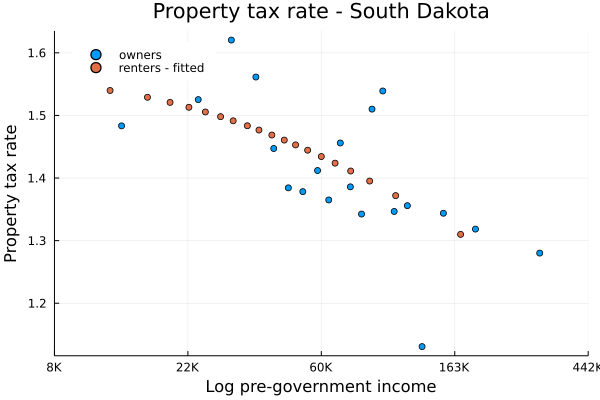 Property tax rate - South Dakota
owners
renters - fitted
Property tax rate
1.6
1.5
1.4
1.3
1.2
8K 22K 60K 163K 442K
Log pre-government income